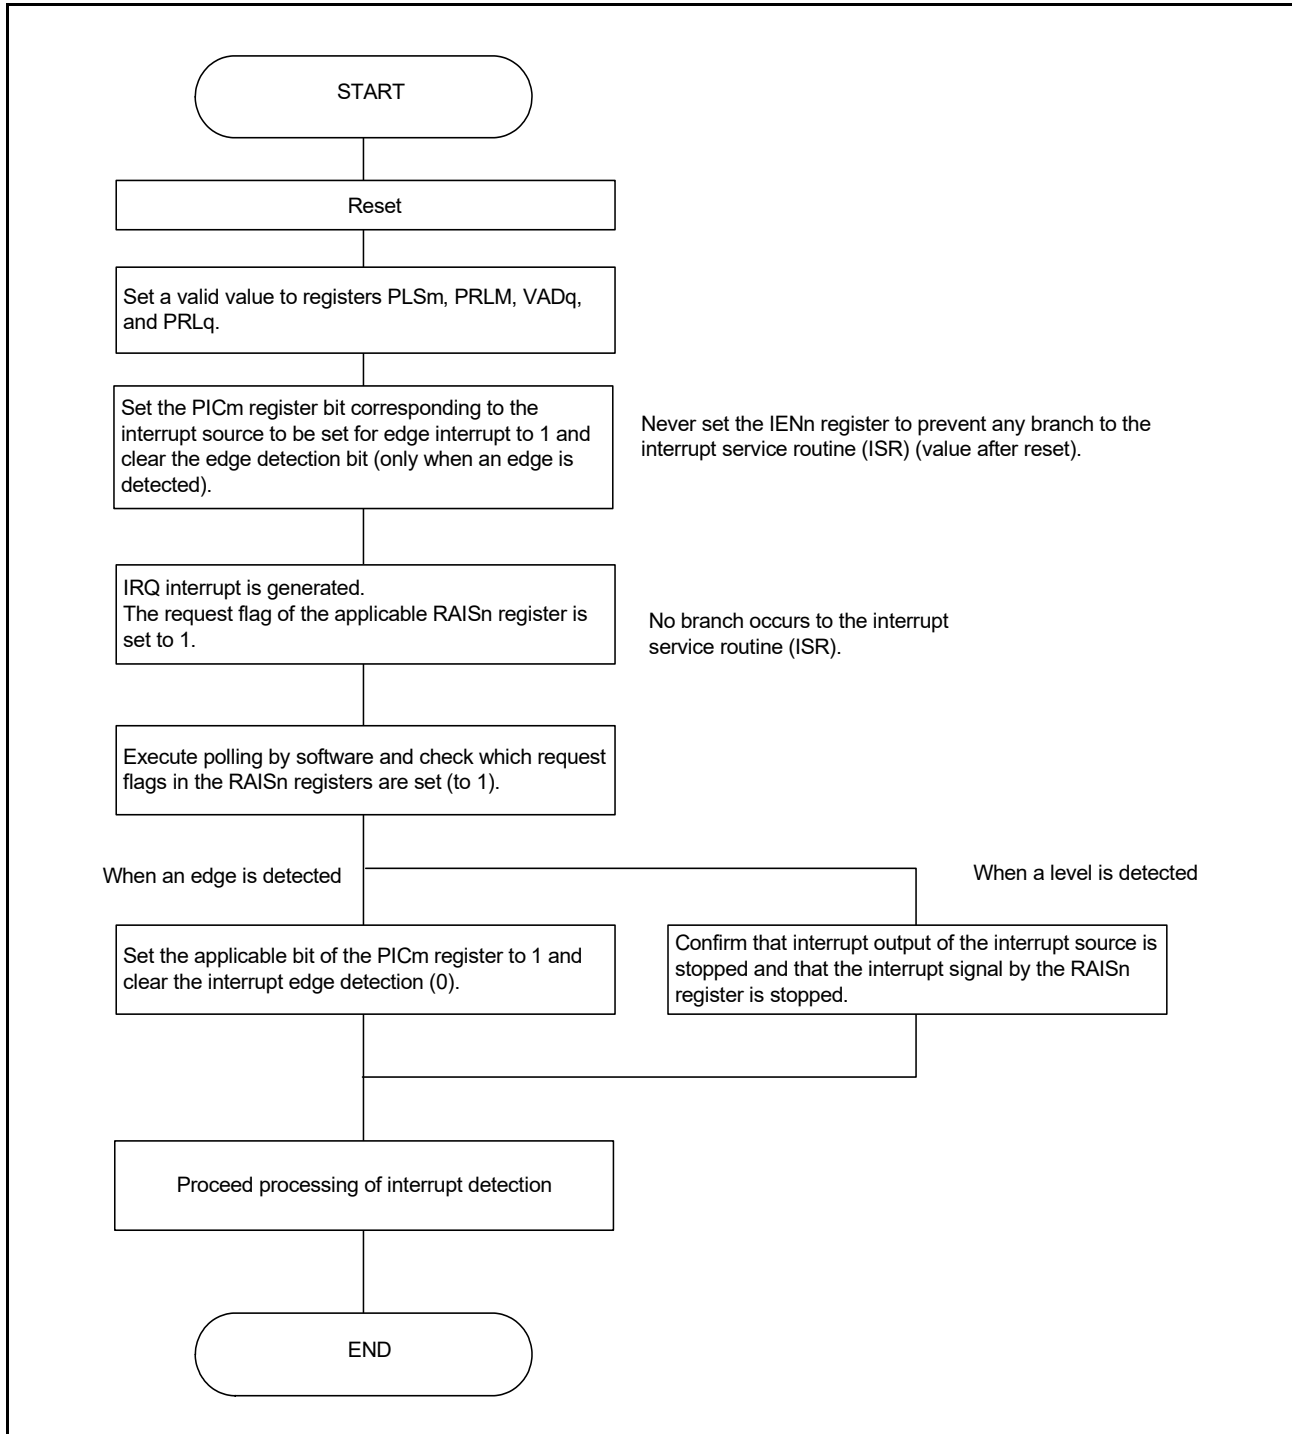 START
Reset
Set a valid value to registers PLSm, PRLM, VADq,
and PRLq.
Set the PICm register bit corresponding to the
interrupt source to be set for edge interrupt to 1 and
clear the edge detection bit (only when an edge is
detected).
Never set the IENn register to prevent any branch to the
interrupt service routine (ISR) (value after reset).
IRQ interrupt is generated.
The request flag of the applicable RAISn register is
set to 1.
No branch occurs to the interrupt
service routine (ISR).
Execute polling by software and check which request
flags in the RAISn registers are set (to 1).
When an edge is detected
When a level is detected
Set the applicable bit of the PICm register to 1 and
clear the interrupt edge detection (0).
Confirm that interrupt output of the interrupt source is
stopped and that the interrupt signal by the RAISn
register is stopped.
Proceed processing of interrupt detection
END